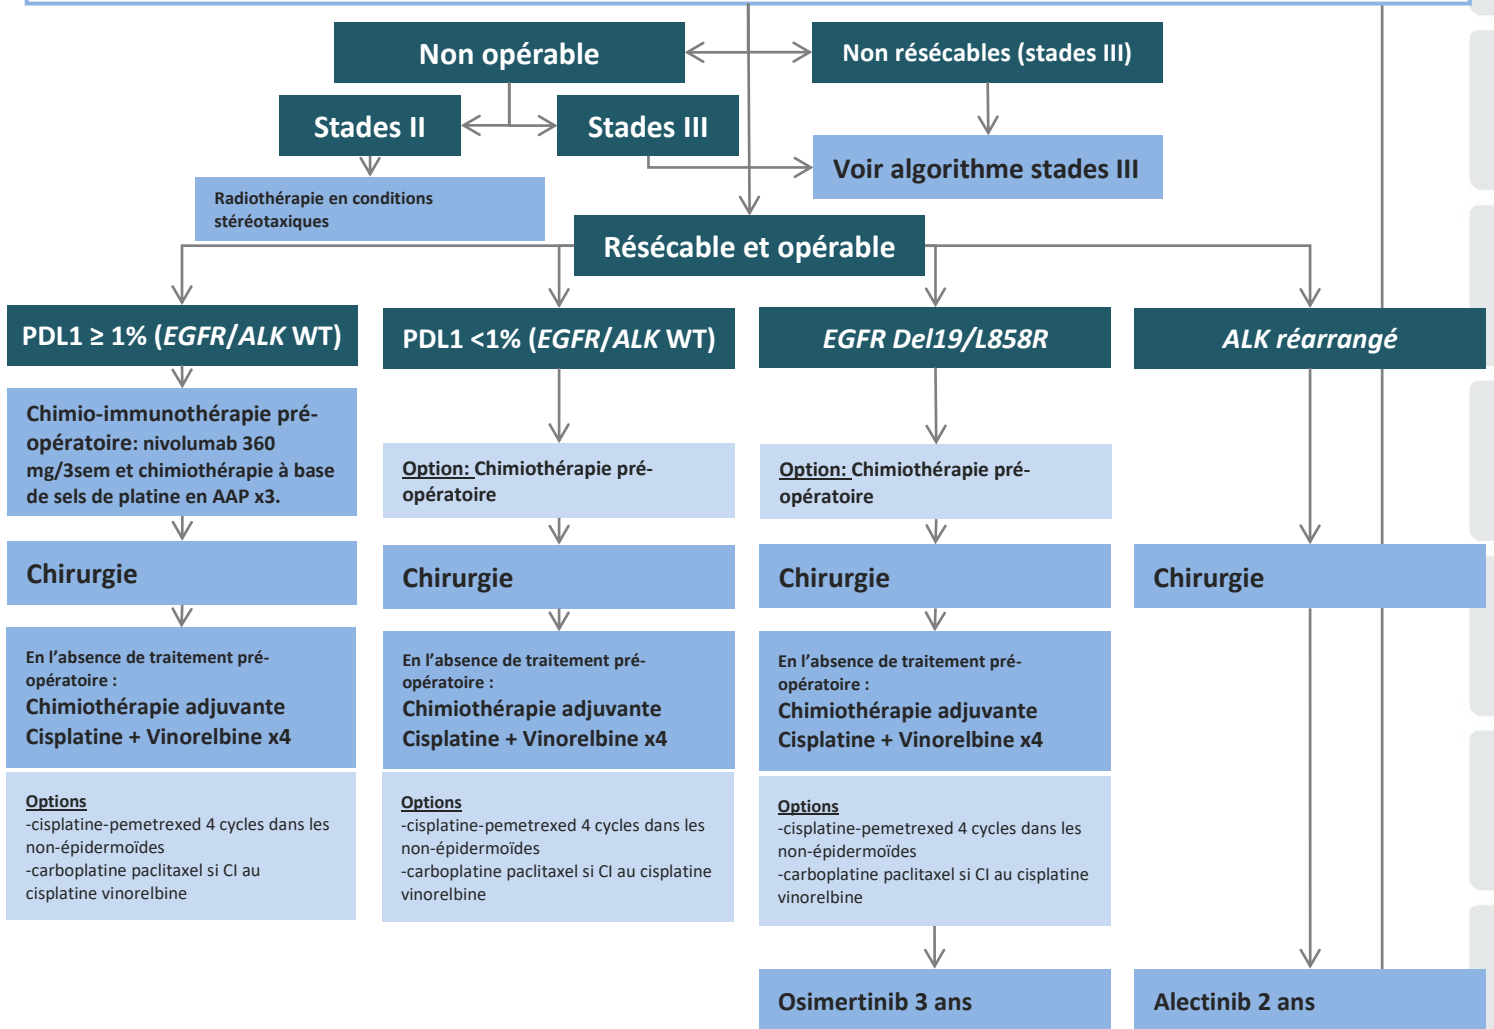 Non opérable
Non résécables (stades III)
Stades II
Stades III
Voir algorithme stades III
Radiothérapie en conditions
stéréotaxiques
Résécable et opérable
PDL1 ≥ 1% (EGFR/ALK WT)
PDL1 <1% (EGFR/ALK WT)
EGFR Del19/L858R
ALK réarrangé
Chimio-immunothérapie pré-
opératoire: nivolumab 360
mg/3sem et chimiothérapie à base
de sels de platine en AAP x3.
Option: Chimiothérapie pré-
opératoire
Option: Chimiothérapie pré-
opératoire
Chirurgie
Chirurgie
Chirurgie
Chirurgie
En l’absence de traitement pré-
opératoire :
Chimiothérapie adjuvante
Cisplatine + Vinorelbine x4
En l’absence de traitement pré-
opératoire :
Chimiothérapie adjuvante
Cisplatine + Vinorelbine x4
En l’absence de traitement pré-
opératoire :
Chimiothérapie adjuvante
Cisplatine + Vinorelbine x4
Options
-cisplatine-pemetrexed 4 cycles dans les
non-épidermoïdes
-carboplatine paclitaxel si CI au
cisplatine vinorelbine
Options
-cisplatine-pemetrexed 4 cycles dans les
non-épidermoïdes
-carboplatine paclitaxel si CI au cisplatine
vinorelbine
Options
-cisplatine-pemetrexed 4 cycles dans les
non-épidermoïdes
-carboplatine paclitaxel si CI au cisplatine
vinorelbine
Osimertinib 3 ans
Alectinib 2 ans